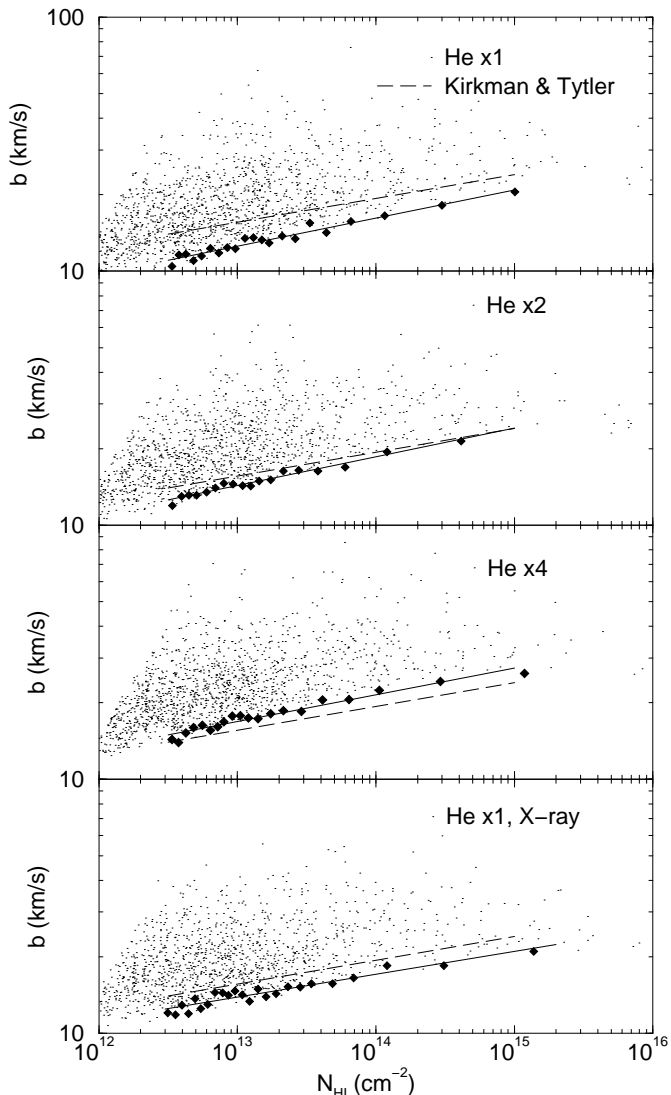 100
He x1
Kirkman & Tytler
b (km/s)
10
He x2
b (km/s)
10
He x4
b (km/s)
10
He x1, X−ray
b (km/s)
10
10^12 10^13 10^14 10^15 10^16
N_HI (cm^−2)